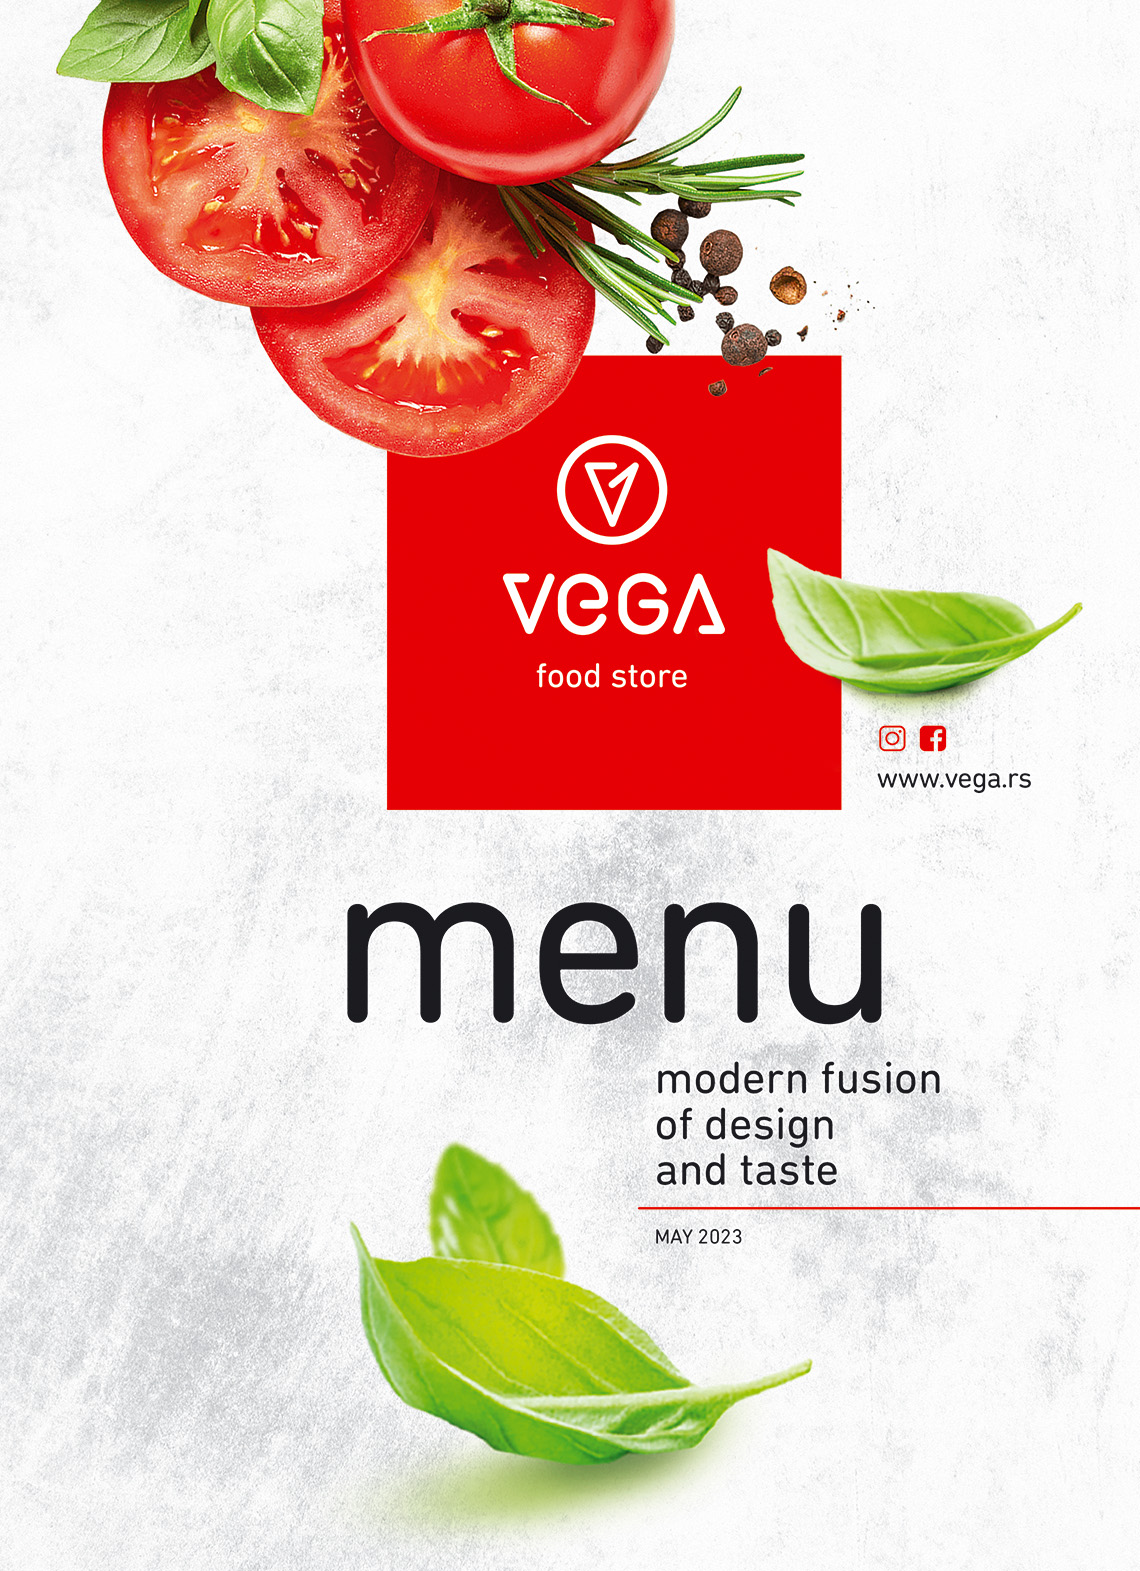 VEGA
food store
www.vega.rs
menu
modern fusion
of design
and taste
MAY 2023